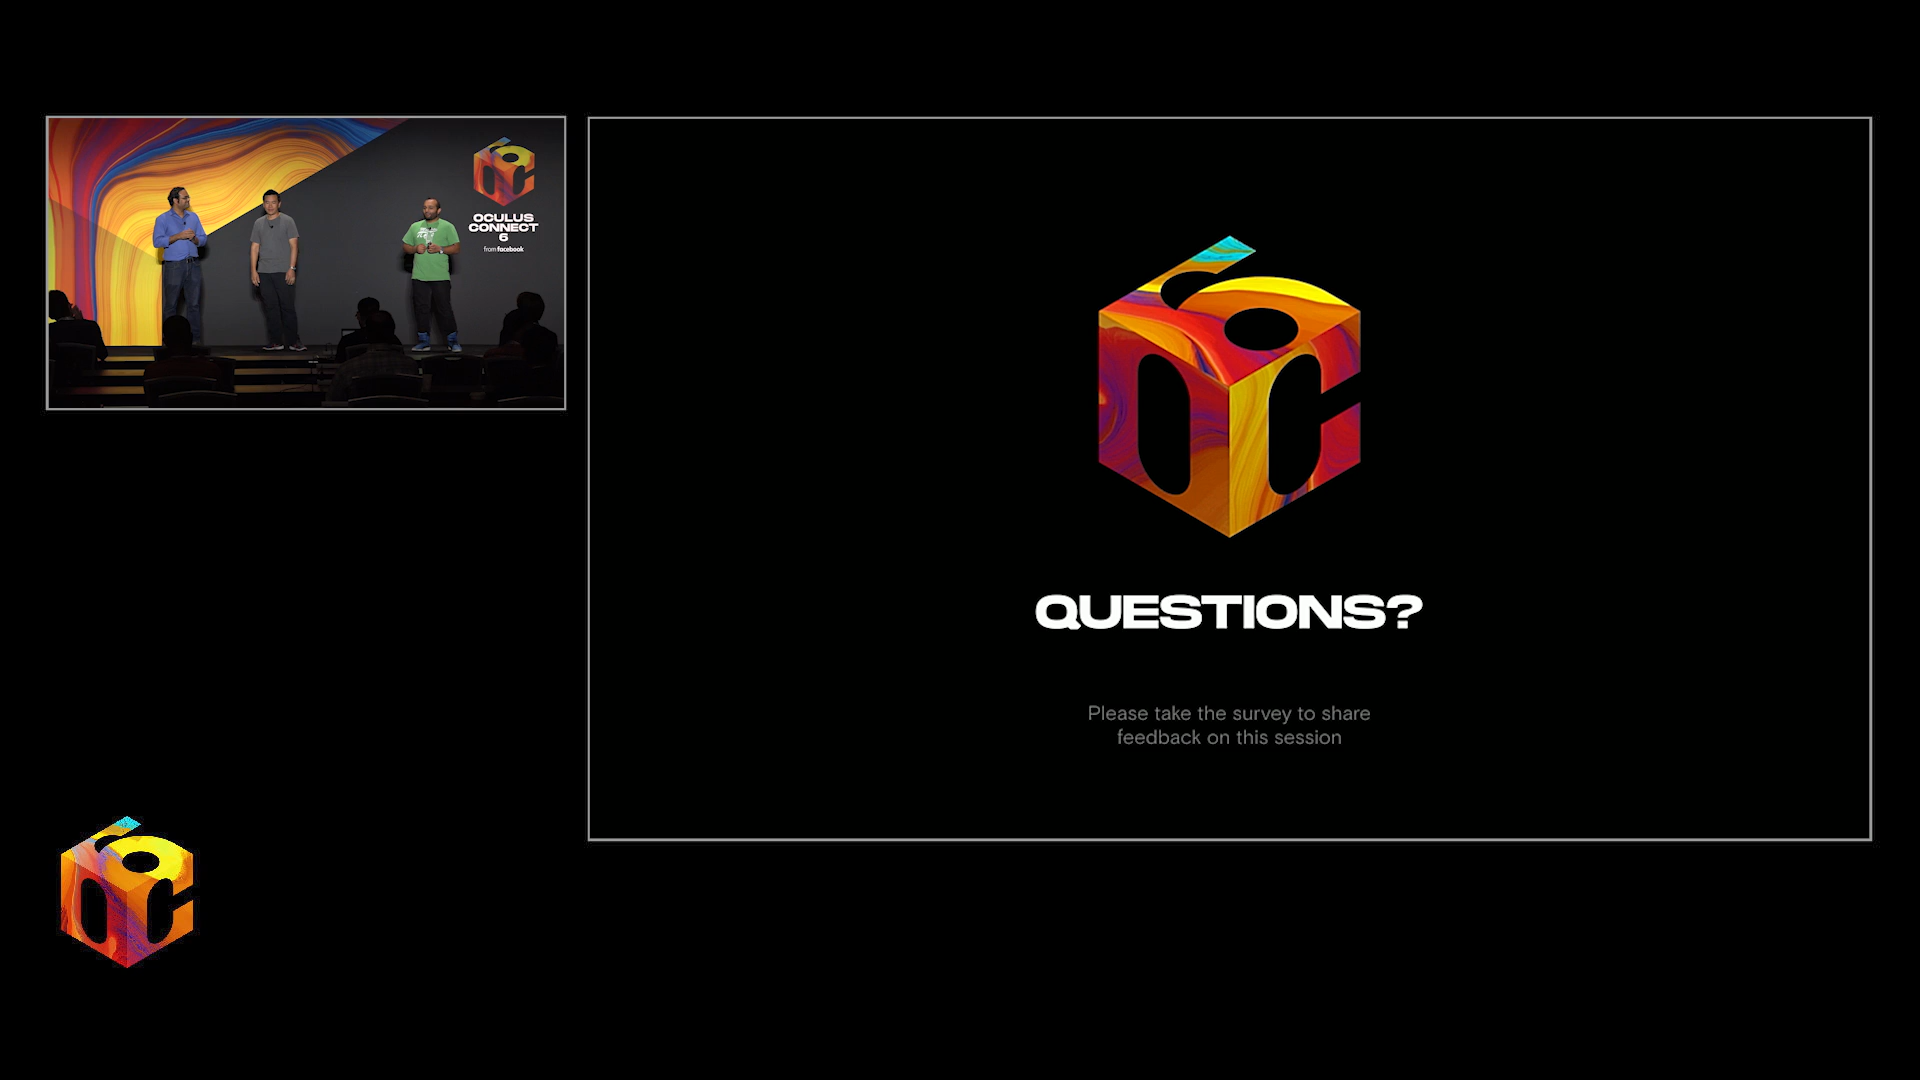 OCULUS
CONNECT
6
from facebook
QUESTIONS?
Please take the survey to share
feedback on this session